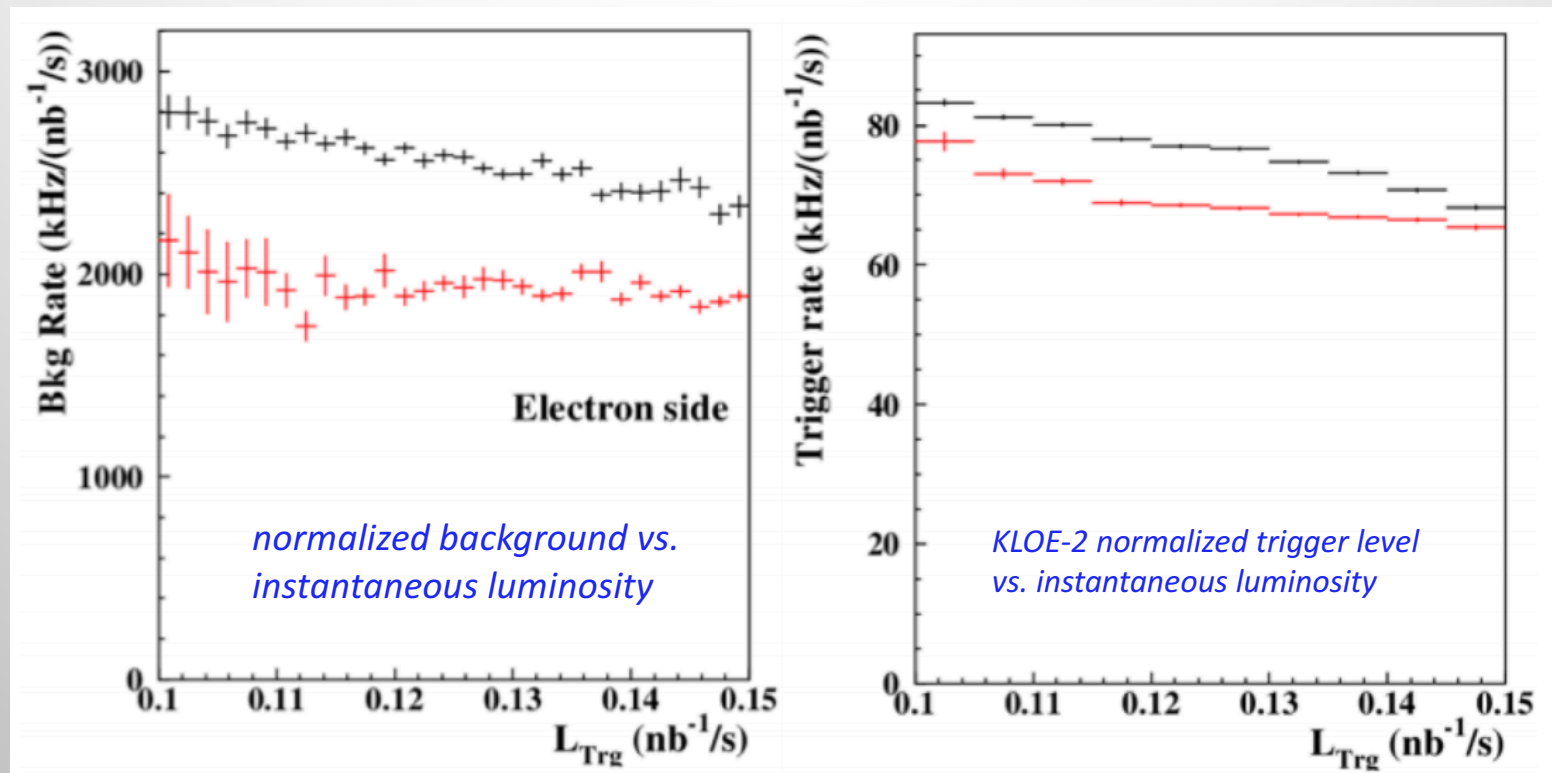 Bkg Rate (kHz/(nb⁻¹/s))
3000
2000
1000
0
0.1 0.11 0.12 0.13 0.14 0.15
L_Trg (nb⁻¹/s)
Electron side
normalized background vs.
instantaneous luminosity
Trigger rate (kHz/(nb⁻¹/s))
80
60
40
20
0
0.1 0.11 0.12 0.13 0.14 0.15
L_Trg (nb⁻¹/s)
KLOE-2 normalized trigger level
vs. instantaneous luminosity